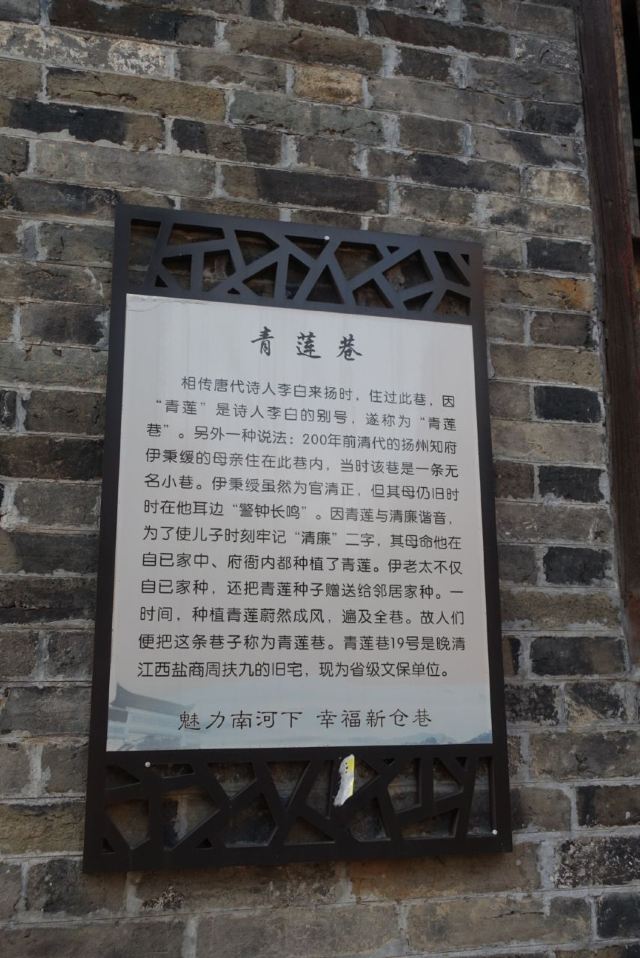 青莲巷
相传唐代诗人李白来扬时，住过此巷，因
“青莲”是诗人李白的别号，遂称为“青莲
巷”。另外一种说法：200年前清代的扬州知府
伊秉缓的母亲住在此巷内，当时该巷是一条无
名小巷。伊秉绶虽然为官清正，但其母仍旧时
时在他耳边“警钟长鸣”。因青莲与清廉谐音，
为了使儿子时刻牢记“清廉”二字，其母命他在
自已家中、府衙内都种植了青莲。伊老太不仅
自已家种，还把青莲种子赠送给邻居家种。一
时间，种植青莲蔚然成风，遍及全巷。故人们
便把这条巷子称为青莲巷。青莲巷19号是晚清
江西盐商周扶九的旧宅，现为省级文保单位。
魅力南河下 幸福新仓巷